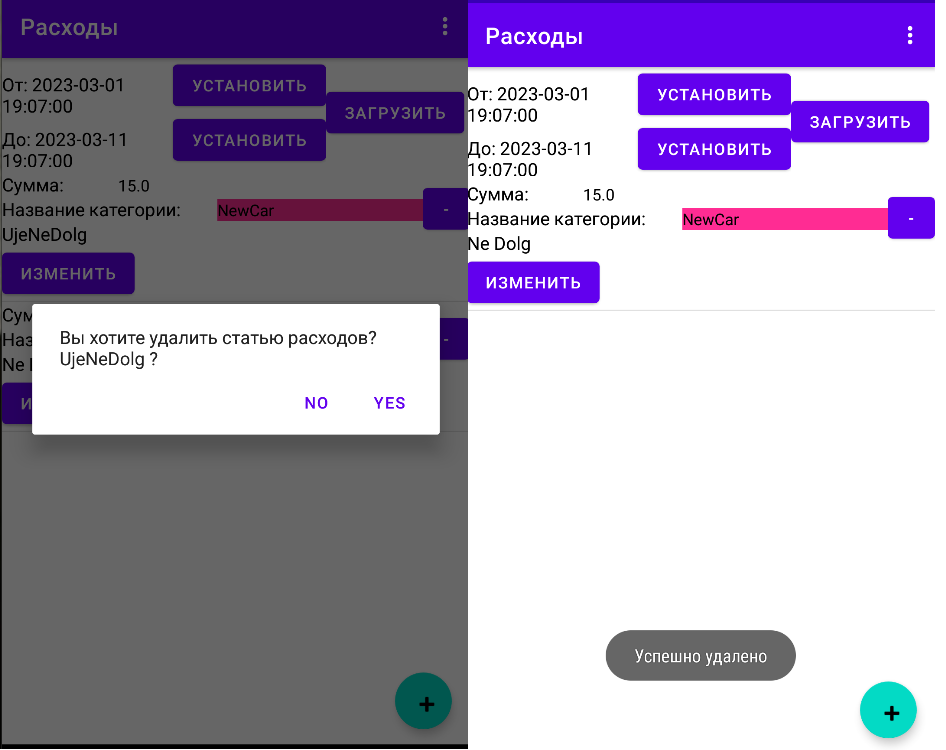 Расходы
От: 2023-03-01
19:07:00
УСТАНОВИТЬ
ЗАГРУЗИТЬ
До: 2023-03-11
19:07:00
УСТАНОВИТЬ
Сумма: 15.0
Название категории: NewCar -
UjeNeDolg
ИЗМЕНИТЬ
Сум
Наз -
Ne D
И
Вы хотите удалить статью расходов?
UjeNeDolg ?
NO YES
+
Расходы
От: 2023-03-01
19:07:00
УСТАНОВИТЬ
ЗАГРУЗИТЬ
До: 2023-03-11
19:07:00
УСТАНОВИТЬ
Сумма: 15.0
Название категории: NewCar -
Ne Dolg
ИЗМЕНИТЬ
Успешно удалено
+